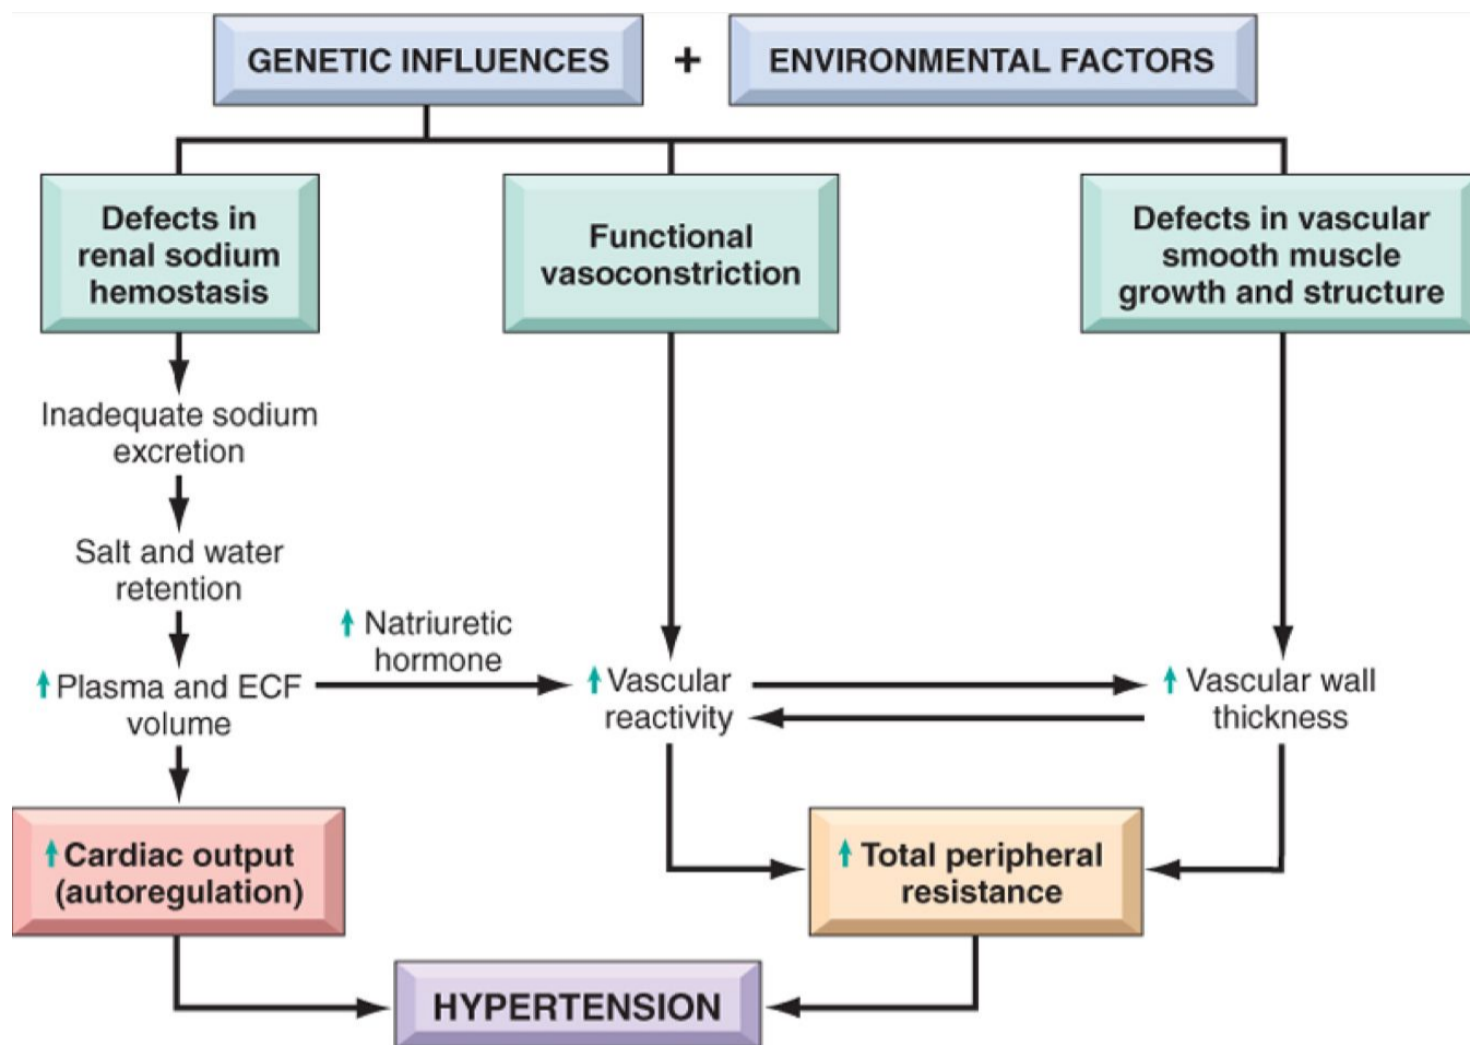 GENETIC INFLUENCES + ENVIRONMENTAL FACTORS
Defects in
renal sodium
hemostasis
Functional
vasoconstriction
Defects in vascular
smooth muscle
growth and structure
Inadequate sodium
excretion
Salt and water
retention
↑ Natriuretic
hormone
↑ Plasma and ECF
volume
↑ Vascular
reactivity
↑ Vascular wall
thickness
↑ Cardiac output
(autoregulation)
↑ Total peripheral
resistance
HYPERTENSION